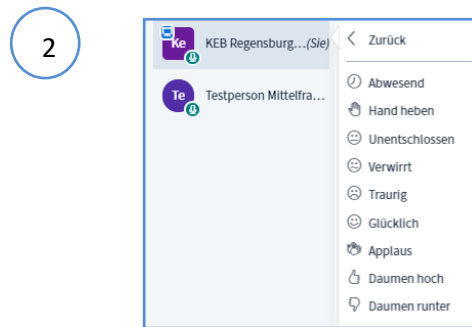 2
Ke KEB Regensburg…(Sie)
Te Testperson Mittelfra…
Zurück
Abwesend
Hand heben
Unentschlossen
Verwirrt
Traurig
Glücklich
Applaus
Daumen hoch
Daumen runter